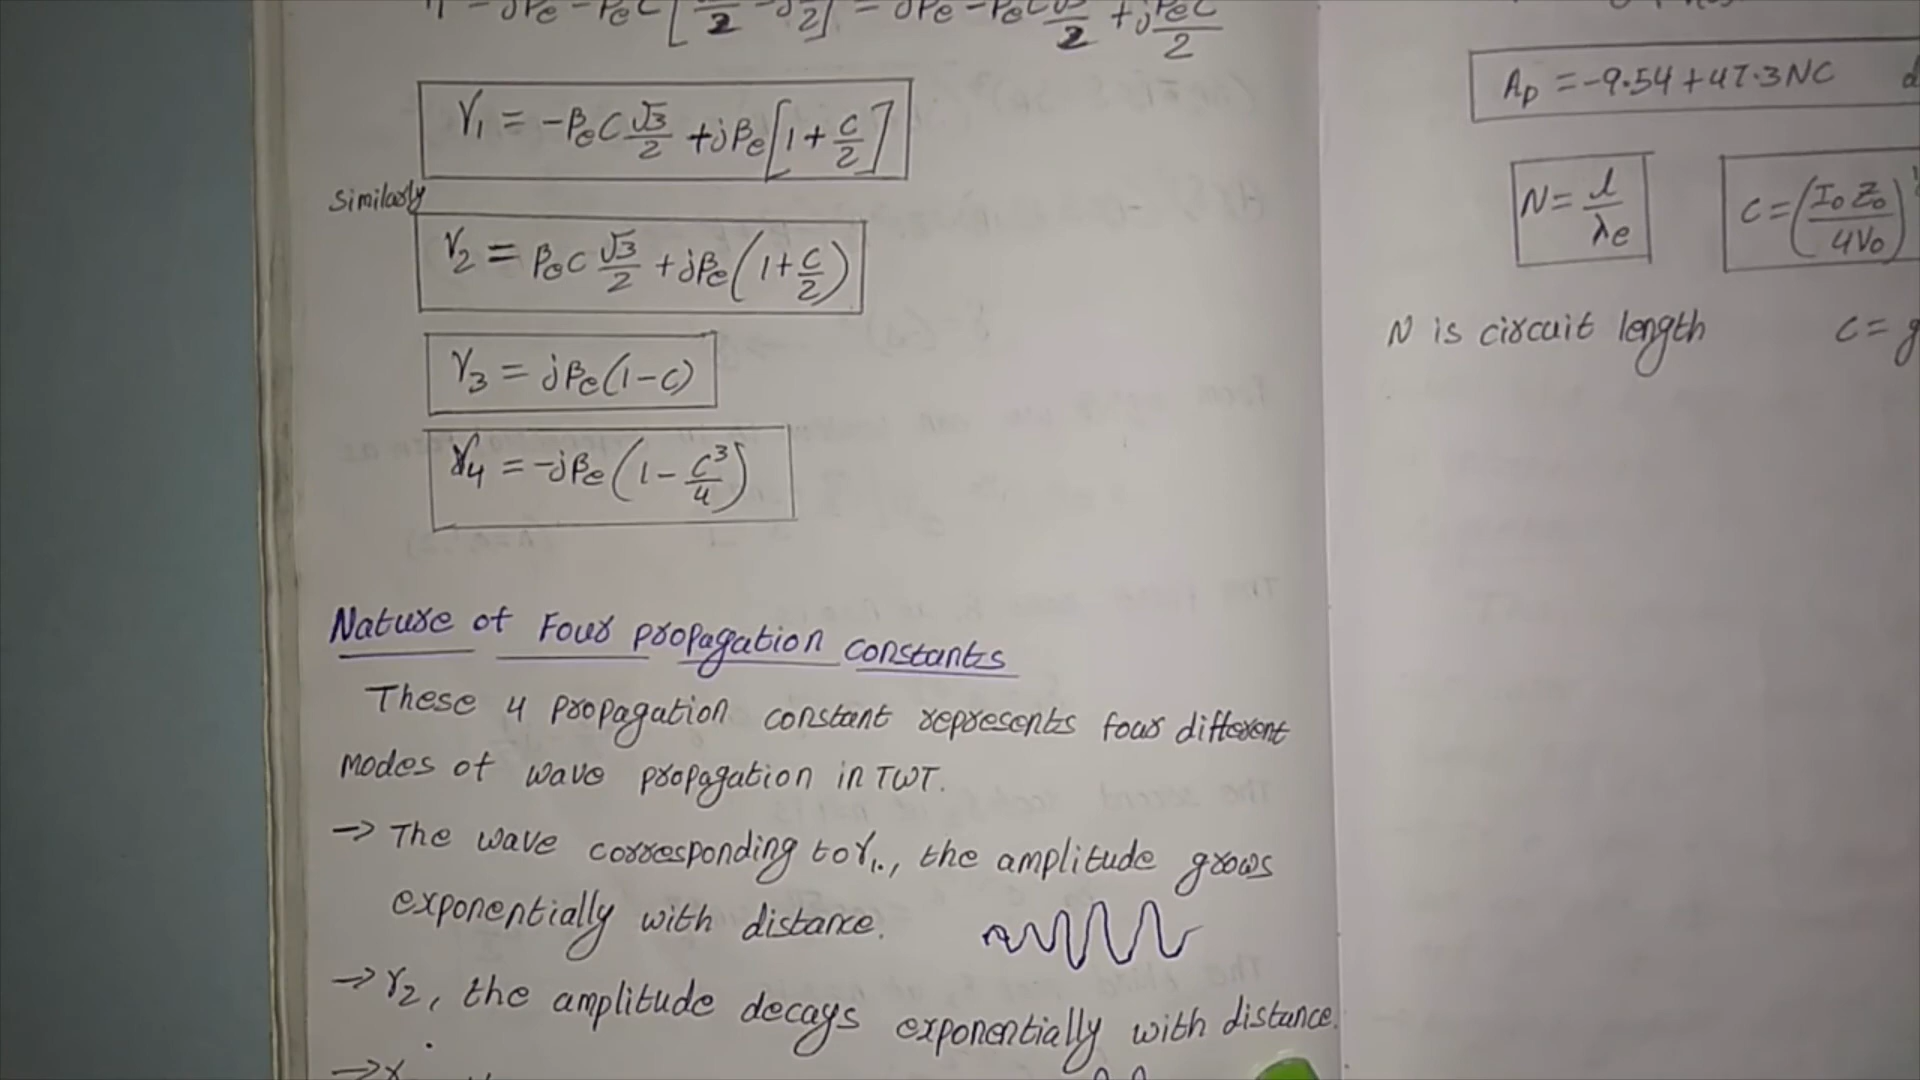 γ₁ = -βₑC √3/2 + jβₑ[1 + C/2]
Similarly
γ₂ = βₑC √3/2 + jβₑ(1 + C/2)
γ₃ = jβₑ(1-C)
γ₄ = -jβₑ(1 - C³/4)
Nature of Four propagation constants
These 4 propagation constant represents four different
modes of wave propagation in TWT.
→ The wave corresponding to γ₁., the amplitude grows
exponentially with distance.
→ γ₂, the amplitude decays exponentially with distance.
Ap = -9.54 + 47.3NC
N = l/λe
C = (I₀Z₀/4V₀)
N is circuit length C =